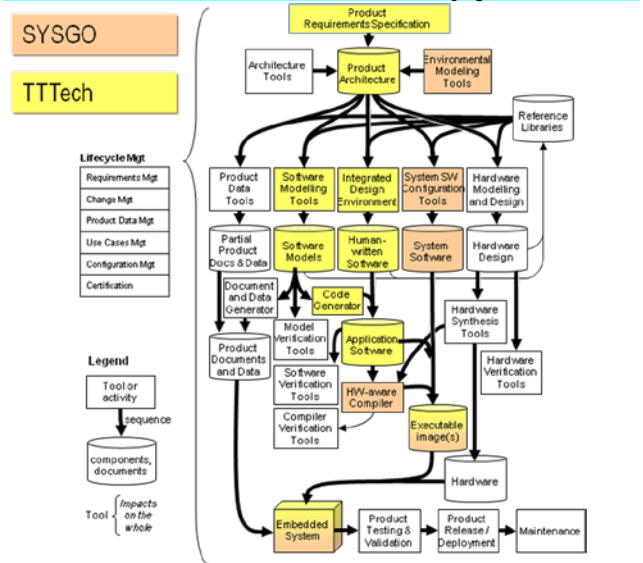 SYSGO
TTTech
Product
Requirements Specification
Architecture
Tools
Product
Architecture
Environmental
Modeling
Tools
Reference
Libraries
Lifecycle Mgt
Requirements Mgt
Change Mgt
Product Data Mgt
Use Cases Mgt
Configuration Mgt
Certification
Product
Data
Tools
Software
Modelling
Tools
Integrated
Design
Environment
System SW
Configuration
Tools
Hardware
Modelling
and Design
Partial
Product
Docs & Data
Software
Models
Human-
written
Software
System
Software
Hardware
Design
Document
and Data
Generator
Code
Generator
Model
Verification
Tools
Application
Software
Hardware
Synthesis
Tools
Product
Documents
and Data
Software
Verification
Tools
Hardware
Verification
Tools
HW-aware
Compiler
Compiler
Verification
Tools
Executable
image(s)
Hardware
Legend
Tool or
activity
sequence
components,
documents
Tool
Impacts
on the
whole
Embedded
System
Product
Testing &
Validation
Product
Release /
Deployment
Maintenance